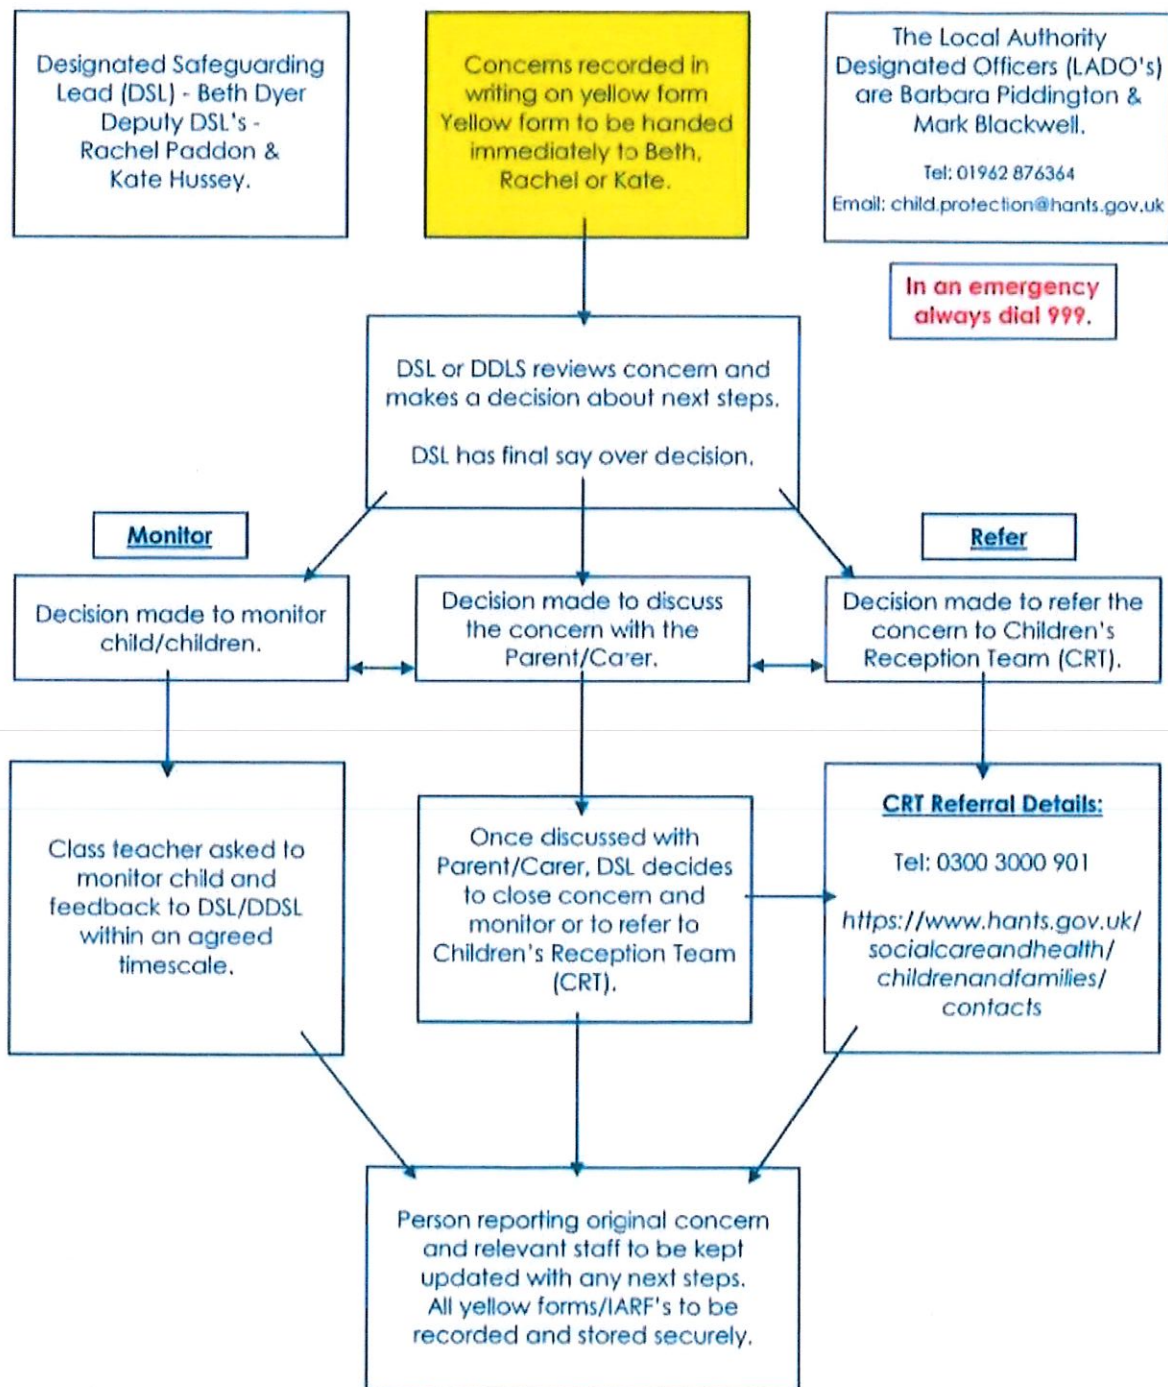 Designated Safeguarding
Lead (DSL) - Beth Dyer
Deputy DSL's -
Rachel Paddon &
Kate Hussey.
Concerns recorded in
writing on yellow form
Yellow form to be handed
immediately to Beth,
Rachel or Kate.
The Local Authority
Designated Officers (LADO's)
are Barbara Piddington &
Mark Blackwell.
Tel: 01962 876364
Email: child.protection@hants.gov.uk
In an emergency
always dial 999.
DSL or DDLS reviews concern and
makes a decision about next steps.
DSL has final say over decision.
Monitor
Refer
Decision made to monitor
child/children.
Decision made to discuss
the concern with the
Parent/Carer.
Decision made to refer the
concern to Children's
Reception Team (CRT).
Class teacher asked to
monitor child and
feedback to DSL/DDSL
within an agreed
timescale.
Once discussed with
Parent/Carer, DSL decides
to close concern and
monitor or to refer to
Children's Reception Team
(CRT).
CRT Referral Details:
Tel: 0300 3000 901
https://www.hants.gov.uk/
socialcareandhealth/
childrenandfamilies/
contacts
Person reporting original concern
and relevant staff to be kept
updated with any next steps.
All yellow forms/IARF's to be
recorded and stored securely.